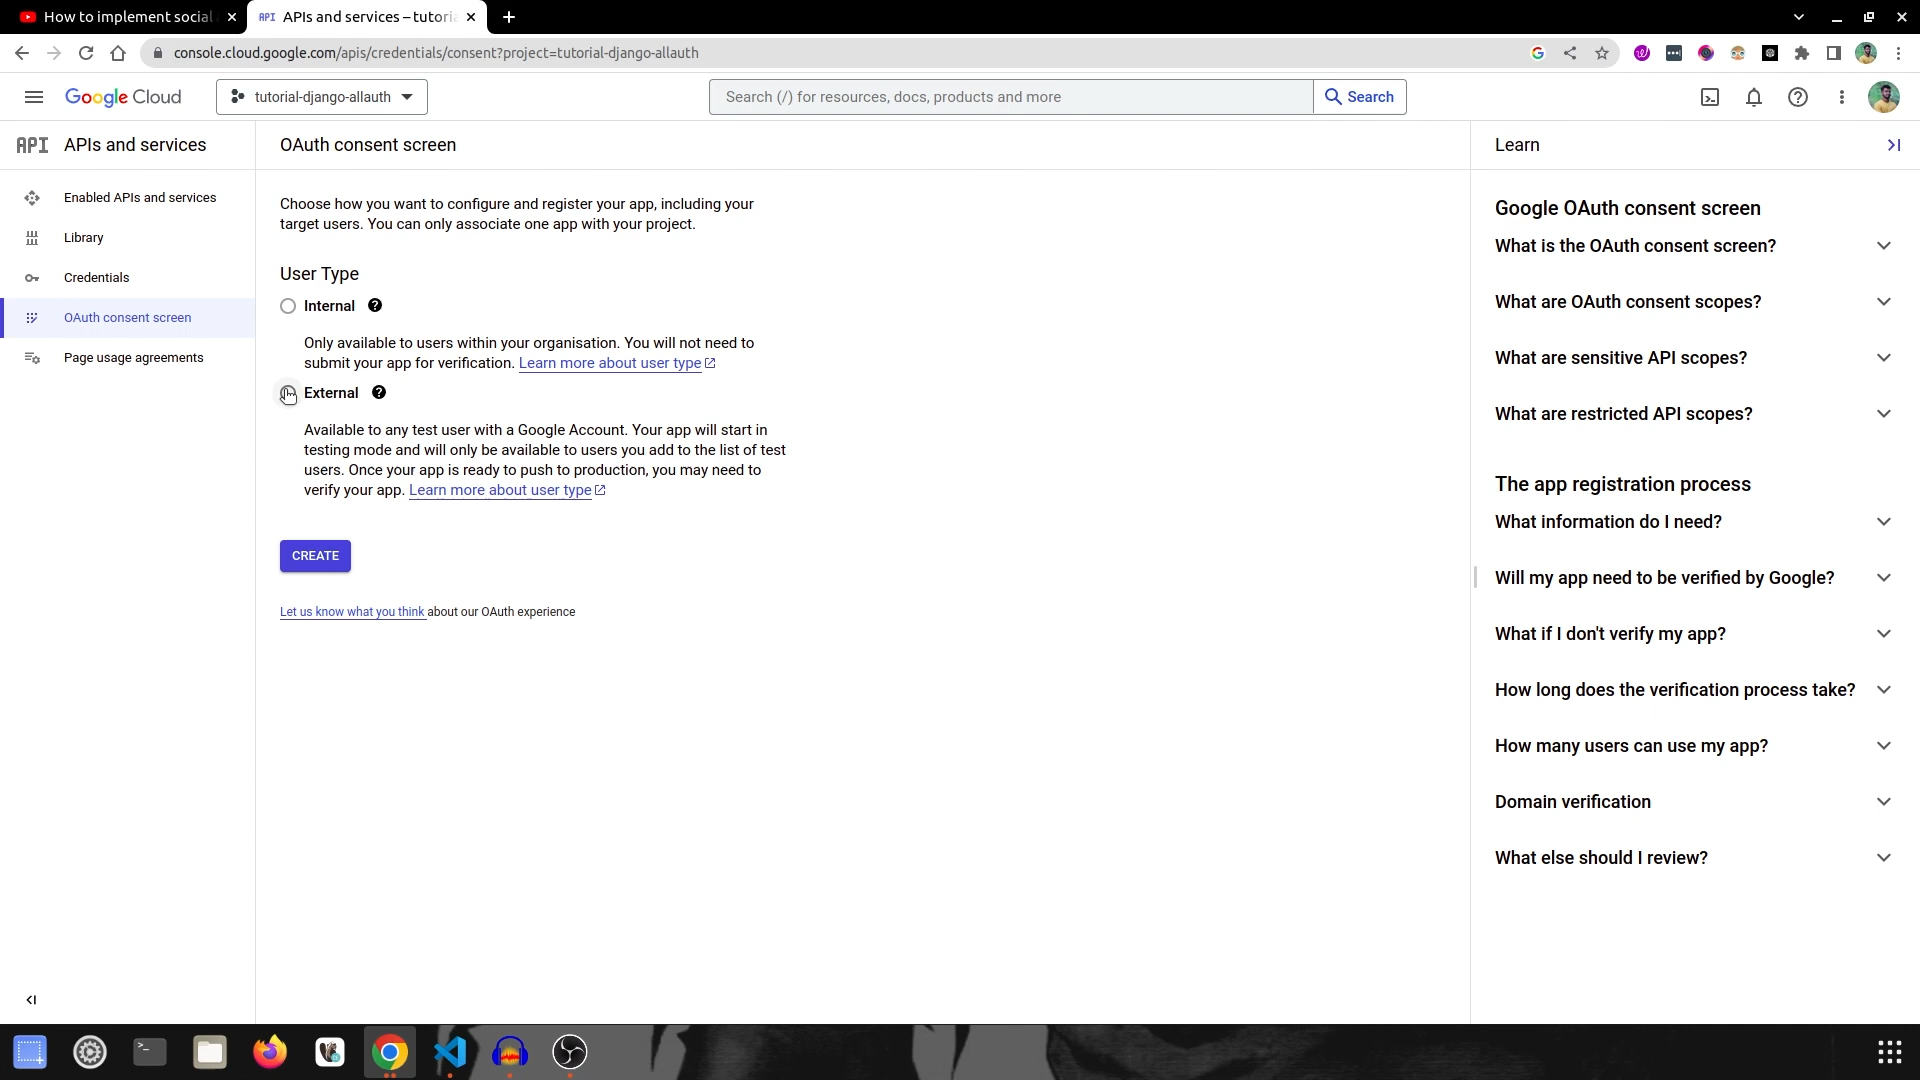 How to implement social
APIs and services – tutoria
console.cloud.google.com/apis/credentials/consent?project=tutorial-django-allauth
Google Cloud
tutorial-django-allauth
Search (/) for resources, docs, products and more
Search
API
APIs and services
Enabled APIs and services
Library
Credentials
OAuth consent screen
Page usage agreements
OAuth consent screen
Choose how you want to configure and register your app, including your
target users. You can only associate one app with your project.
User Type
Internal
Only available to users within your organisation. You will not need to
submit your app for verification. Learn more about user type
External
Available to any test user with a Google Account. Your app will start in
testing mode and will only be available to users you add to the list of test
users. Once your app is ready to push to production, you may need to
verify your app. Learn more about user type
CREATE
Let us know what you think about our OAuth experience
Learn
Google OAuth consent screen
What is the OAuth consent screen?
What are OAuth consent scopes?
What are sensitive API scopes?
What are restricted API scopes?
The app registration process
What information do I need?
Will my app need to be verified by Google?
What if I don't verify my app?
How long does the verification process take?
How many users can use my app?
Domain verification
What else should I review?